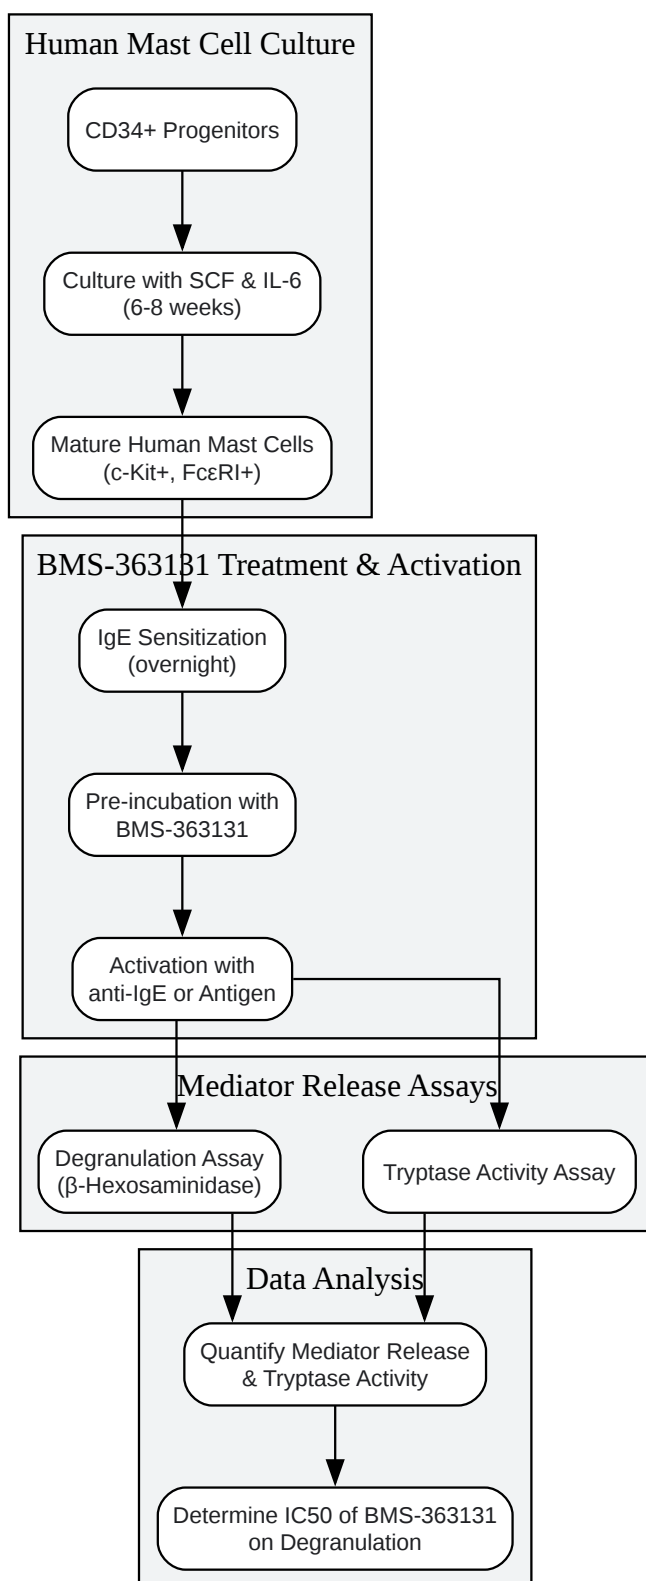 Human Mast Cell Culture
CD34+ Progenitors
Culture with SCF & IL-6
(6-8 weeks)
Mature Human Mast Cells
(c-Kit+, FcεRI+)
BMS-363131 Treatment & Activation
IgE Sensitization
(overnight)
Pre-incubation with
BMS-363131
Activation with
anti-IgE or Antigen
Mediator Release Assays
Degranulation Assay
(β-Hexosaminidase)
Tryptase Activity Assay
Data Analysis
Quantify Mediator Release
& Tryptase Activity
Determine IC50 of BMS-363131
on Degranulation